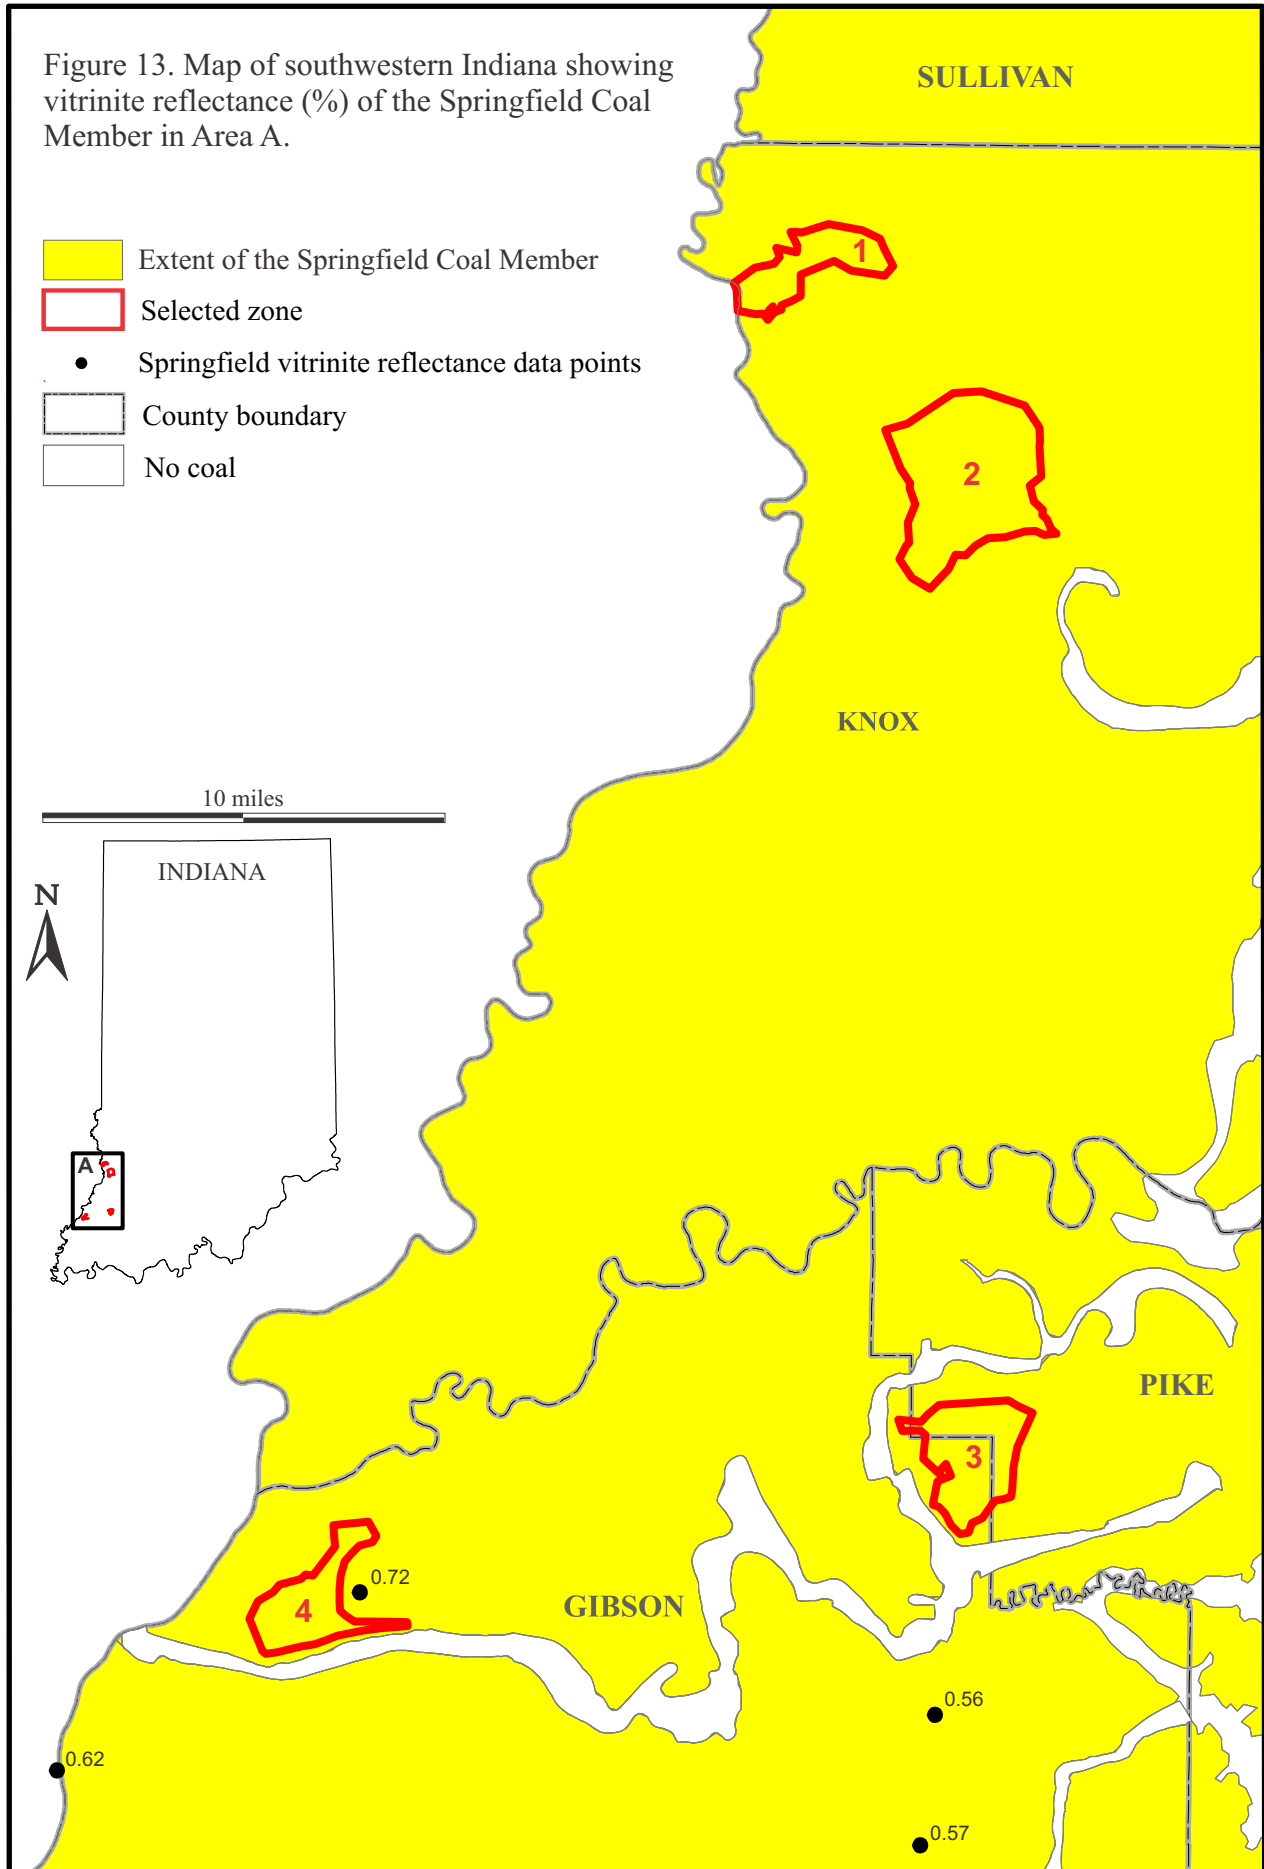 Figure 13. Map of southwestern Indiana showing
vitrinite reflectance (%) of the Springfield Coal
Member in Area A.
SULLIVAN
Extent of the Springfield Coal Member
Selected zone
Springfield vitrinite reflectance data points
County boundary
No coal
1
2
KNOX
10 miles
INDIANA
N
A
PIKE
3
0.72
4
GIBSON
0.56
0.62
0.57